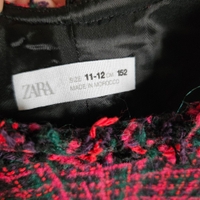 ZARA
SIZE 11-12 CM 152
MADE IN MOROCCO